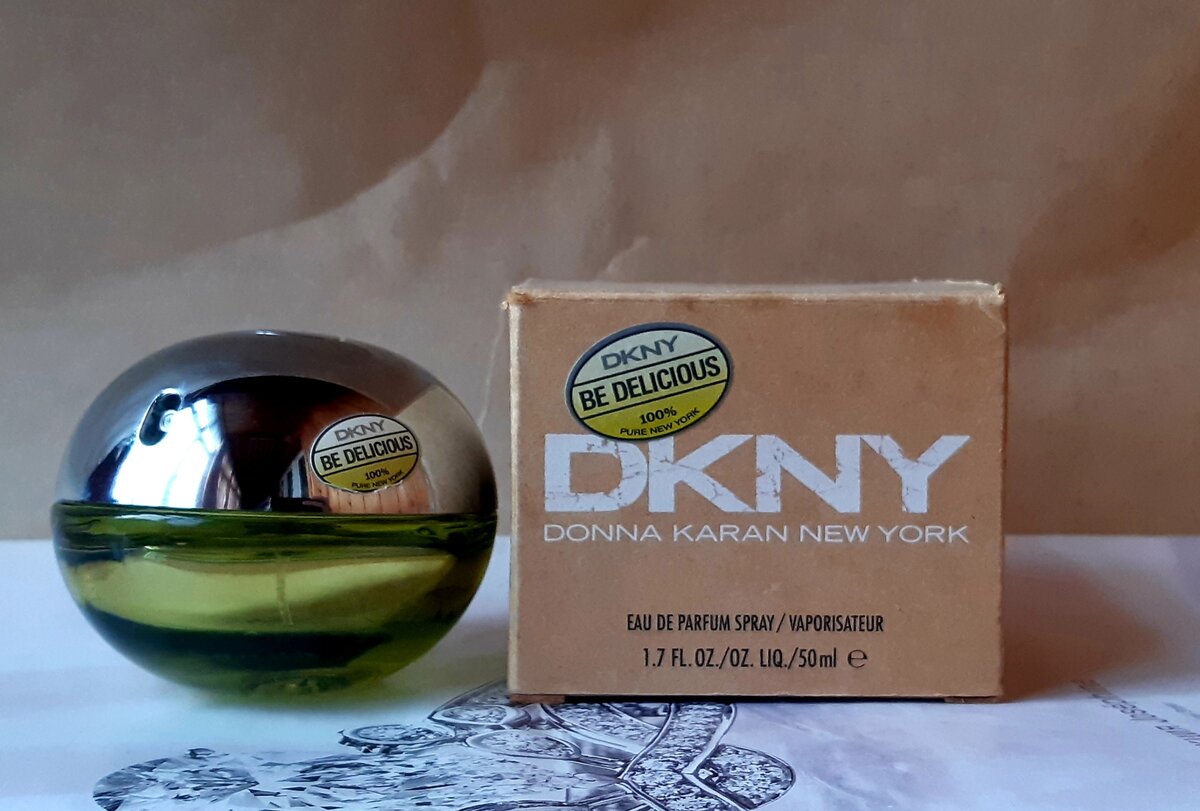 DKNY
BE DELICIOUS
100%
PURE NEW YORK
DKNY
BE DELICIOUS
100%
PURE NEW YORK
DKNY
DONNA KARAN NEW YORK
EAU DE PARFUM SPRAY / VAPORISATEUR
1.7 FL. OZ./OZ. LIQ./50ml ℮